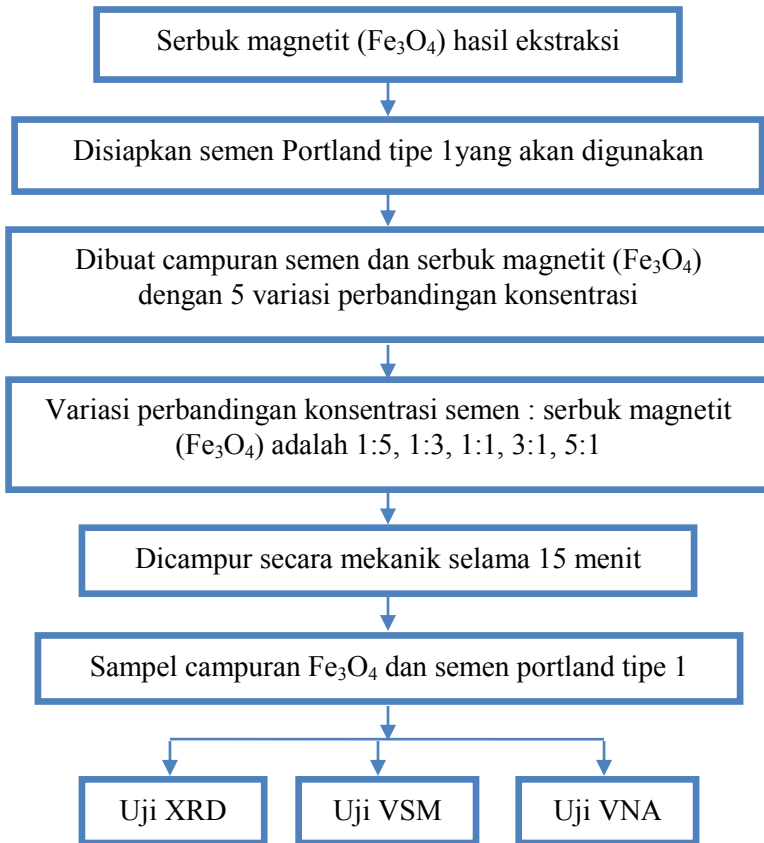 Serbuk magnetit (Fe₃O₄) hasil ekstraksi
Disiapkan semen Portland tipe 1yang akan digunakan
Dibuat campuran semen dan serbuk magnetit (Fe₃O₄)
dengan 5 variasi perbandingan konsentrasi
Variasi perbandingan konsentrasi semen : serbuk magnetit
(Fe₃O₄) adalah 1:5, 1:3, 1:1, 3:1, 5:1
Dicampur secara mekanik selama 15 menit
Sampel campuran Fe₃O₄ dan semen portland tipe 1
Uji XRD
Uji VSM
Uji VNA